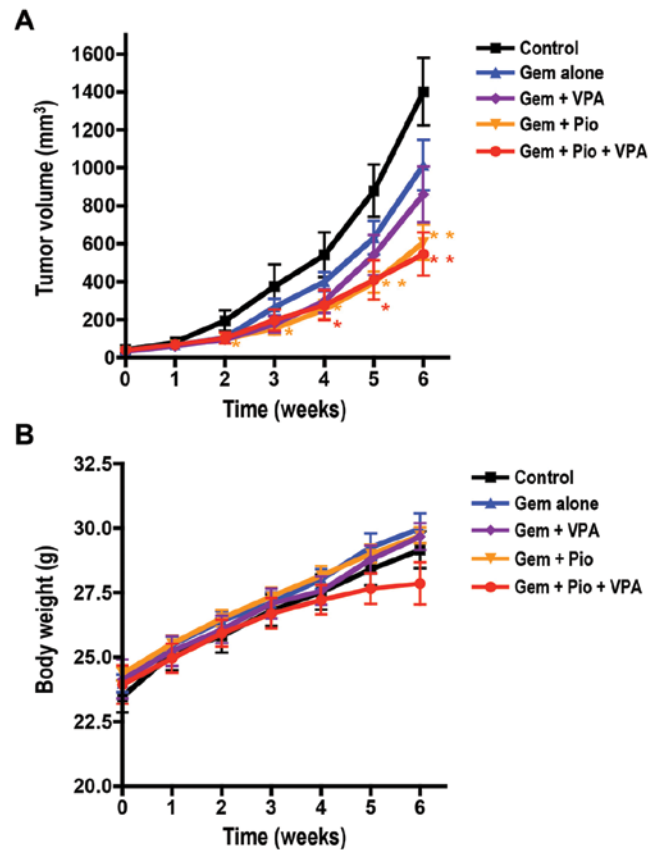 A
Tumor volume (mm³)
1600
1400
1200
1000
800
600
400
200
0
0 1 2 3 4 5 6
Time (weeks)
Control
Gem alone
Gem + VPA
Gem + Pio
Gem + Pio + VPA
* *
* *
* *
*
*
*
*
*
B
Body weight (g)
32.5
30.0
27.5
25.0
22.5
20.0
0 1 2 3 4 5 6
Time (weeks)
Control
Gem alone
Gem + VPA
Gem + Pio
Gem + Pio + VPA